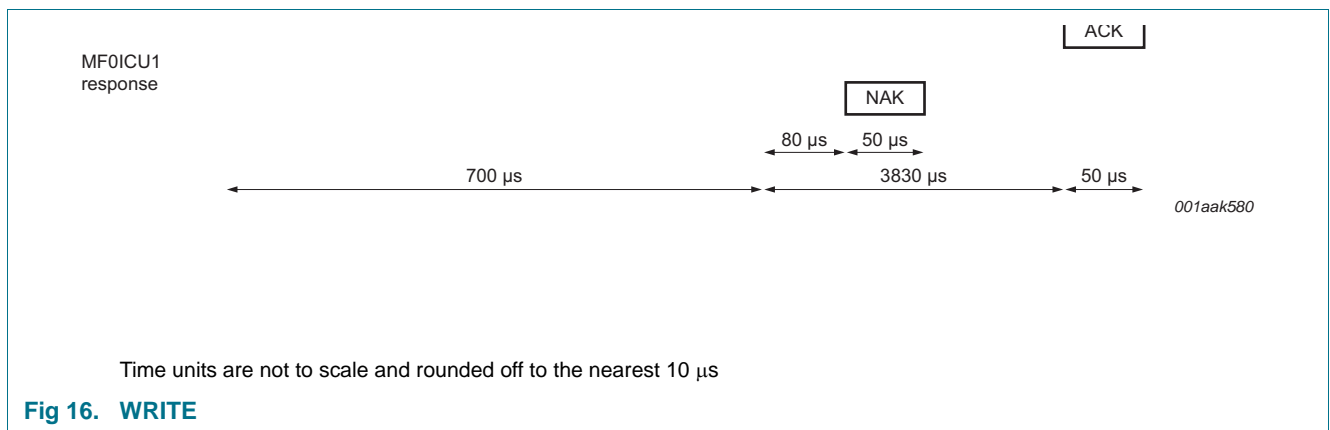 ACK
MF0ICU1
response
NAK
80 μs 50 μs
700 μs 3830 μs 50 μs
001aak580
Time units are not to scale and rounded off to the nearest 10 μs
Fig 16. WRITE